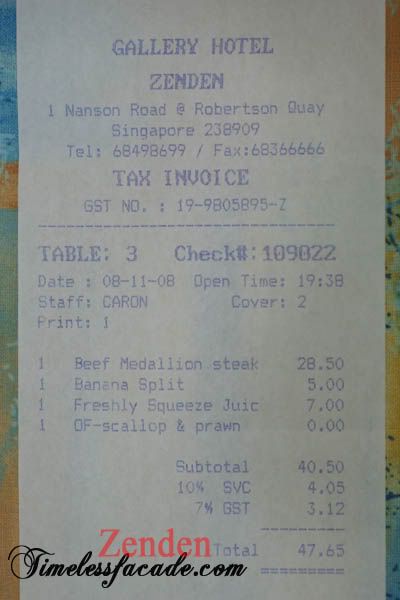 GALLERY HOTEL
ZENDEN
1 Nanson Road @ Robertson Quay
Singapore 238909
Tel: 68498699 / Fax:68366666
TAX INVOICE
GST NO. : 19-9805895-Z
TABLE: 3 Check#: 109022
Date : 08-11-08 Open Time: 19:38
Staff: CARON Cover: 2
Print: 1
1 Beef Medallion steak 28.50
1 Banana Split 5.00
1 Freshly Squeeze Juic 7.00
1 OF-scallop & prawn 0.00
Subtotal 40.50
10% SVC 4.05
7% GST 3.12
Total 47.65
Zenden
Timelessfacade.com